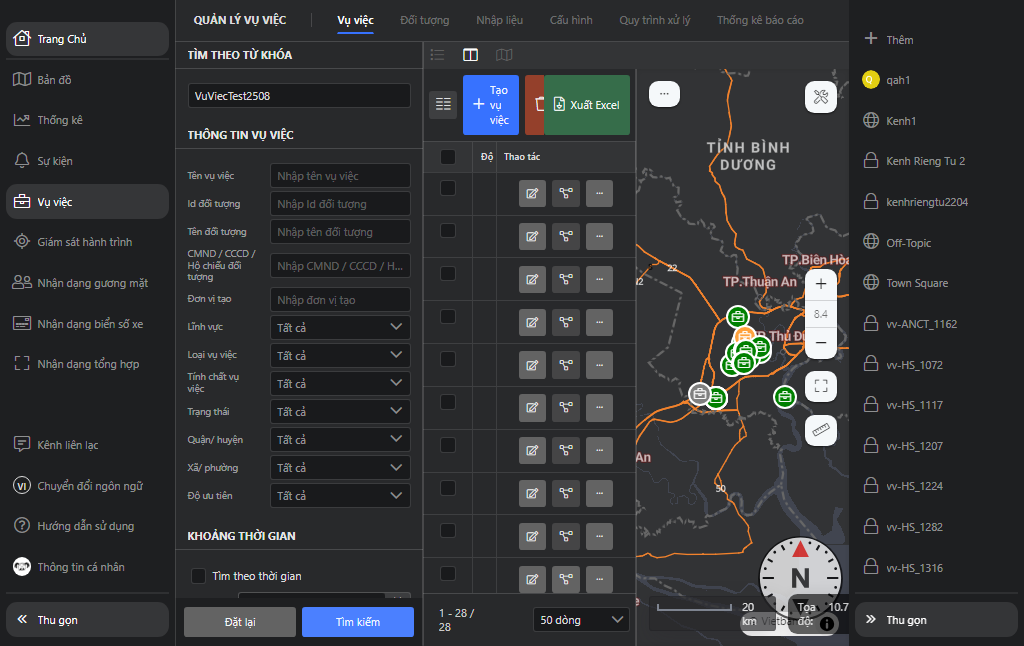 Trang Chủ
Bản đồ
Thống kê
Sự kiện
Vụ việc
Giám sát hành trình
Nhận dạng gương mặt
Nhận dạng biển số xe
Nhận dạng tổng hợp
Kênh liên lạc
VI Chuyển đổi ngôn ngữ
Hướng dẫn sử dụng
Thông tin cá nhân
Thu gọn
QUẢN LÝ VỤ VIỆC
Vụ việc
Đối tượng
Nhập liệu
Cấu hình
Quy trình xử lý
Thống kê báo cáo
TÌM THEO TỪ KHÓA
VuViecTest2508
THÔNG TIN VỤ VIỆC
Tên vụ việc
Nhập tên vụ việc
Id đối tượng
Nhập Id đối tượng
Tên đối tượng
Nhập tên đối tượng
CMND / CCCD /
Hộ chiếu đối
tượng
Nhập CMND / CCCD / H...
Đơn vị tạo
Nhập đơn vị tạo
Lĩnh vực
Tất cả
Loại vụ việc
Tất cả
Tính chất vụ
việc
Tất cả
Trạng thái
Tất cả
Quận/ huyện
Tất cả
Xã/ phường
Tất cả
Độ ưu tiên
Tất cả
KHOẢNG THỜI GIAN
Tìm theo thời gian
Đặt lại
Tìm kiếm
Tạo
vụ
việc
Xuất Excel
Độ
Thao tác
1 - 28 /
28
50 dòng
TỈNH BÌNH
DƯƠNG
TP.Biên Hòa
22
TP.Thuận An
8.4
An
50
N
20
km
Tọa
độ:
10.7
Thêm
Q qah1
Kenh1
Kenh Rieng Tu 2
kenhriengtu2204
Off-Topic
Town Square
vv-ANCT_1162
vv-HS_1072
vv-HS_1117
vv-HS_1207
vv-HS_1224
vv-HS_1282
vv-HS_1316
Thu gọn